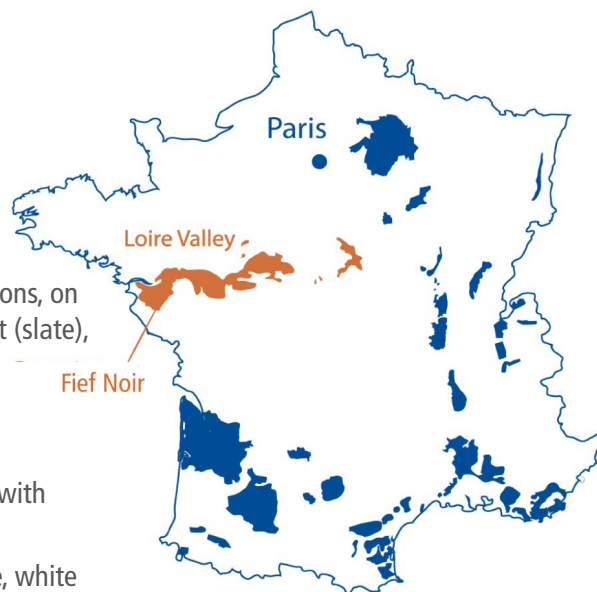 Paris
Loire Valley
ons, on
t (slate),
Fief Noir
with
e, white